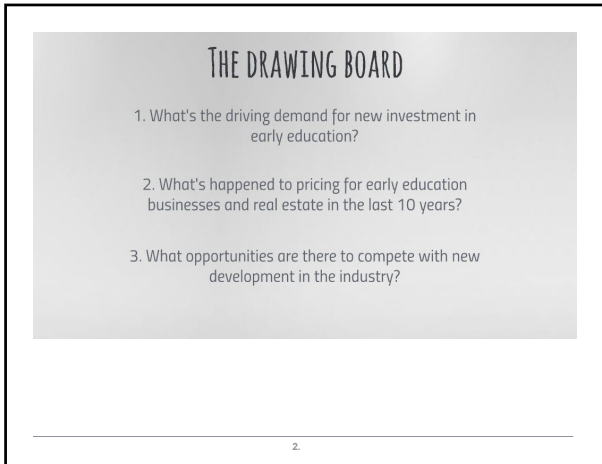 THE DRAWING BOARD
1. What's the driving demand for new investment in
early education?
2. What's happened to pricing for early education
businesses and real estate in the last 10 years?
3. What opportunities are there to compete with new
development in the industry?
2.